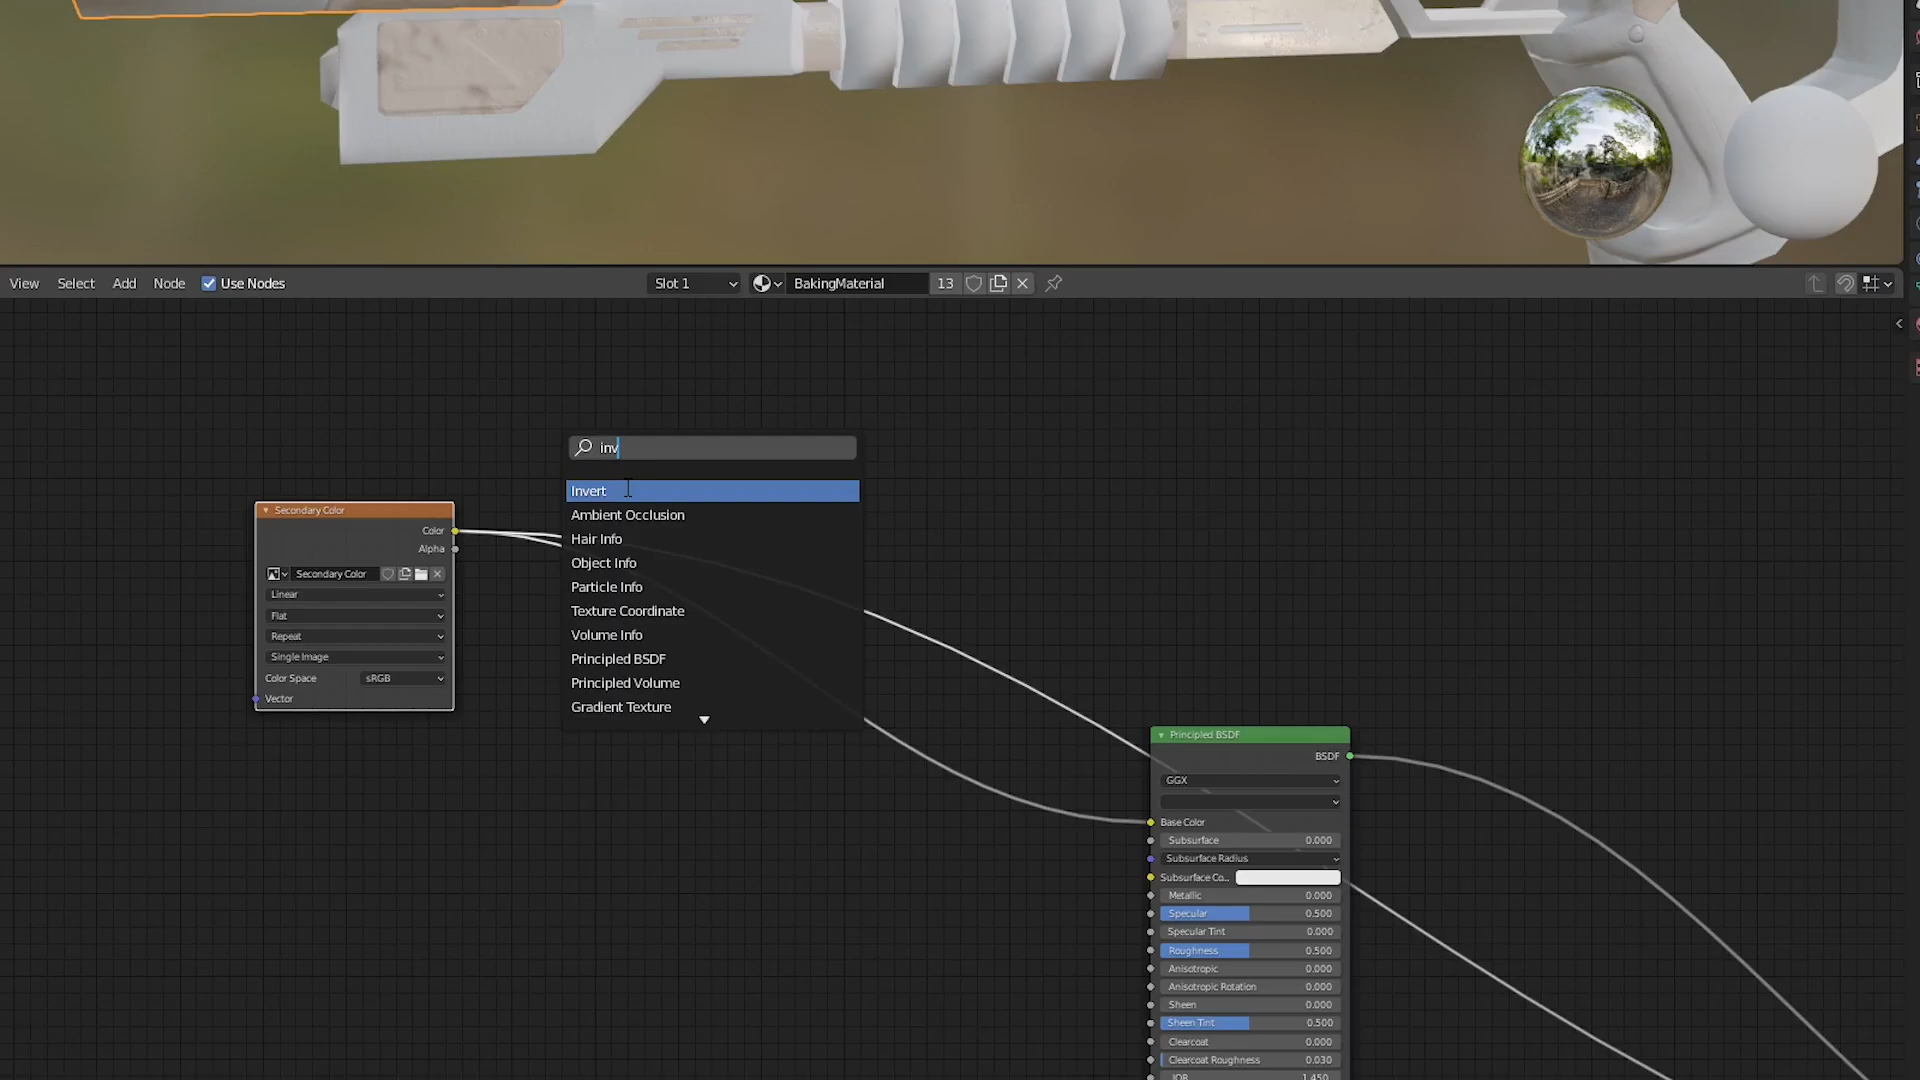 View Select Add Node Use Nodes Slot 1 BakingMaterial 13
inv
Invert
Ambient Occlusion
Hair Info
Object Info
Particle Info
Texture Coordinate
Volume Info
Principled BSDF
Principled Volume
Gradient Texture
Secondary Color
Color
Alpha
Secondary Color
Linear
Flat
Repeat
Single Image
Color Space sRGB
Vector
Principled BSDF
BSDF
GGX
Base Color
Subsurface 0.000
Subsurface Radius
Subsurface Co...
Metallic 0.000
Specular 0.500
Specular Tint 0.000
Roughness 0.500
Anisotropic 0.000
Anisotropic Rotation 0.000
Sheen 0.000
Sheen Tint 0.500
Clearcoat 0.000
Clearcoat Roughness 0.030
IOR 1.450